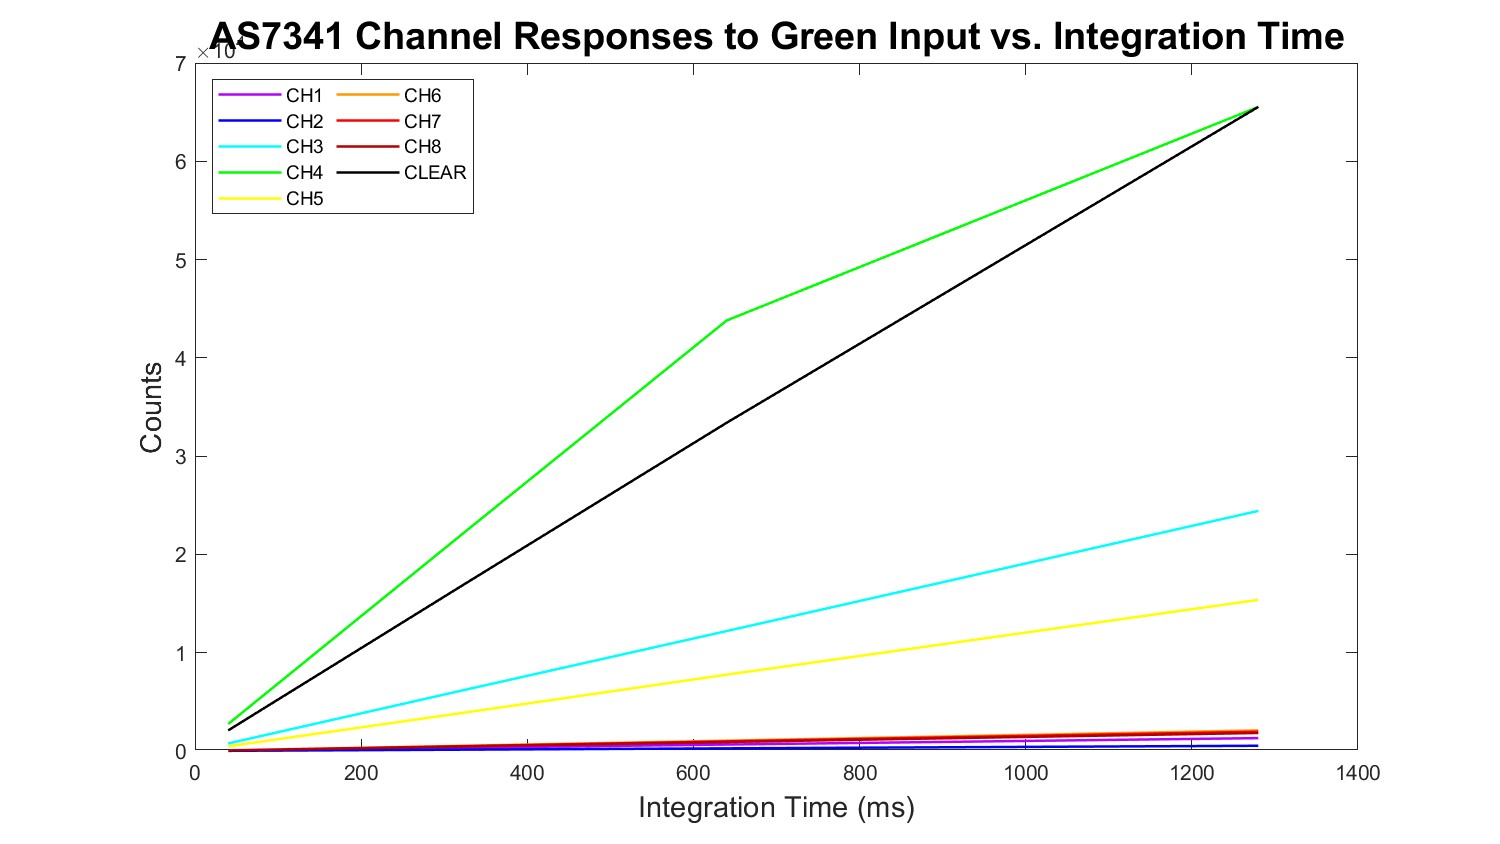 AS7341 Channel Responses to Green Input vs. Integration Time
×10
7
6
5
4
3
2
1
0
Counts
CH1
CH2
CH3
CH4
CH5
CH6
CH7
CH8
CLEAR
0 200 400 600 800 1000 1200 1400
Integration Time (ms)